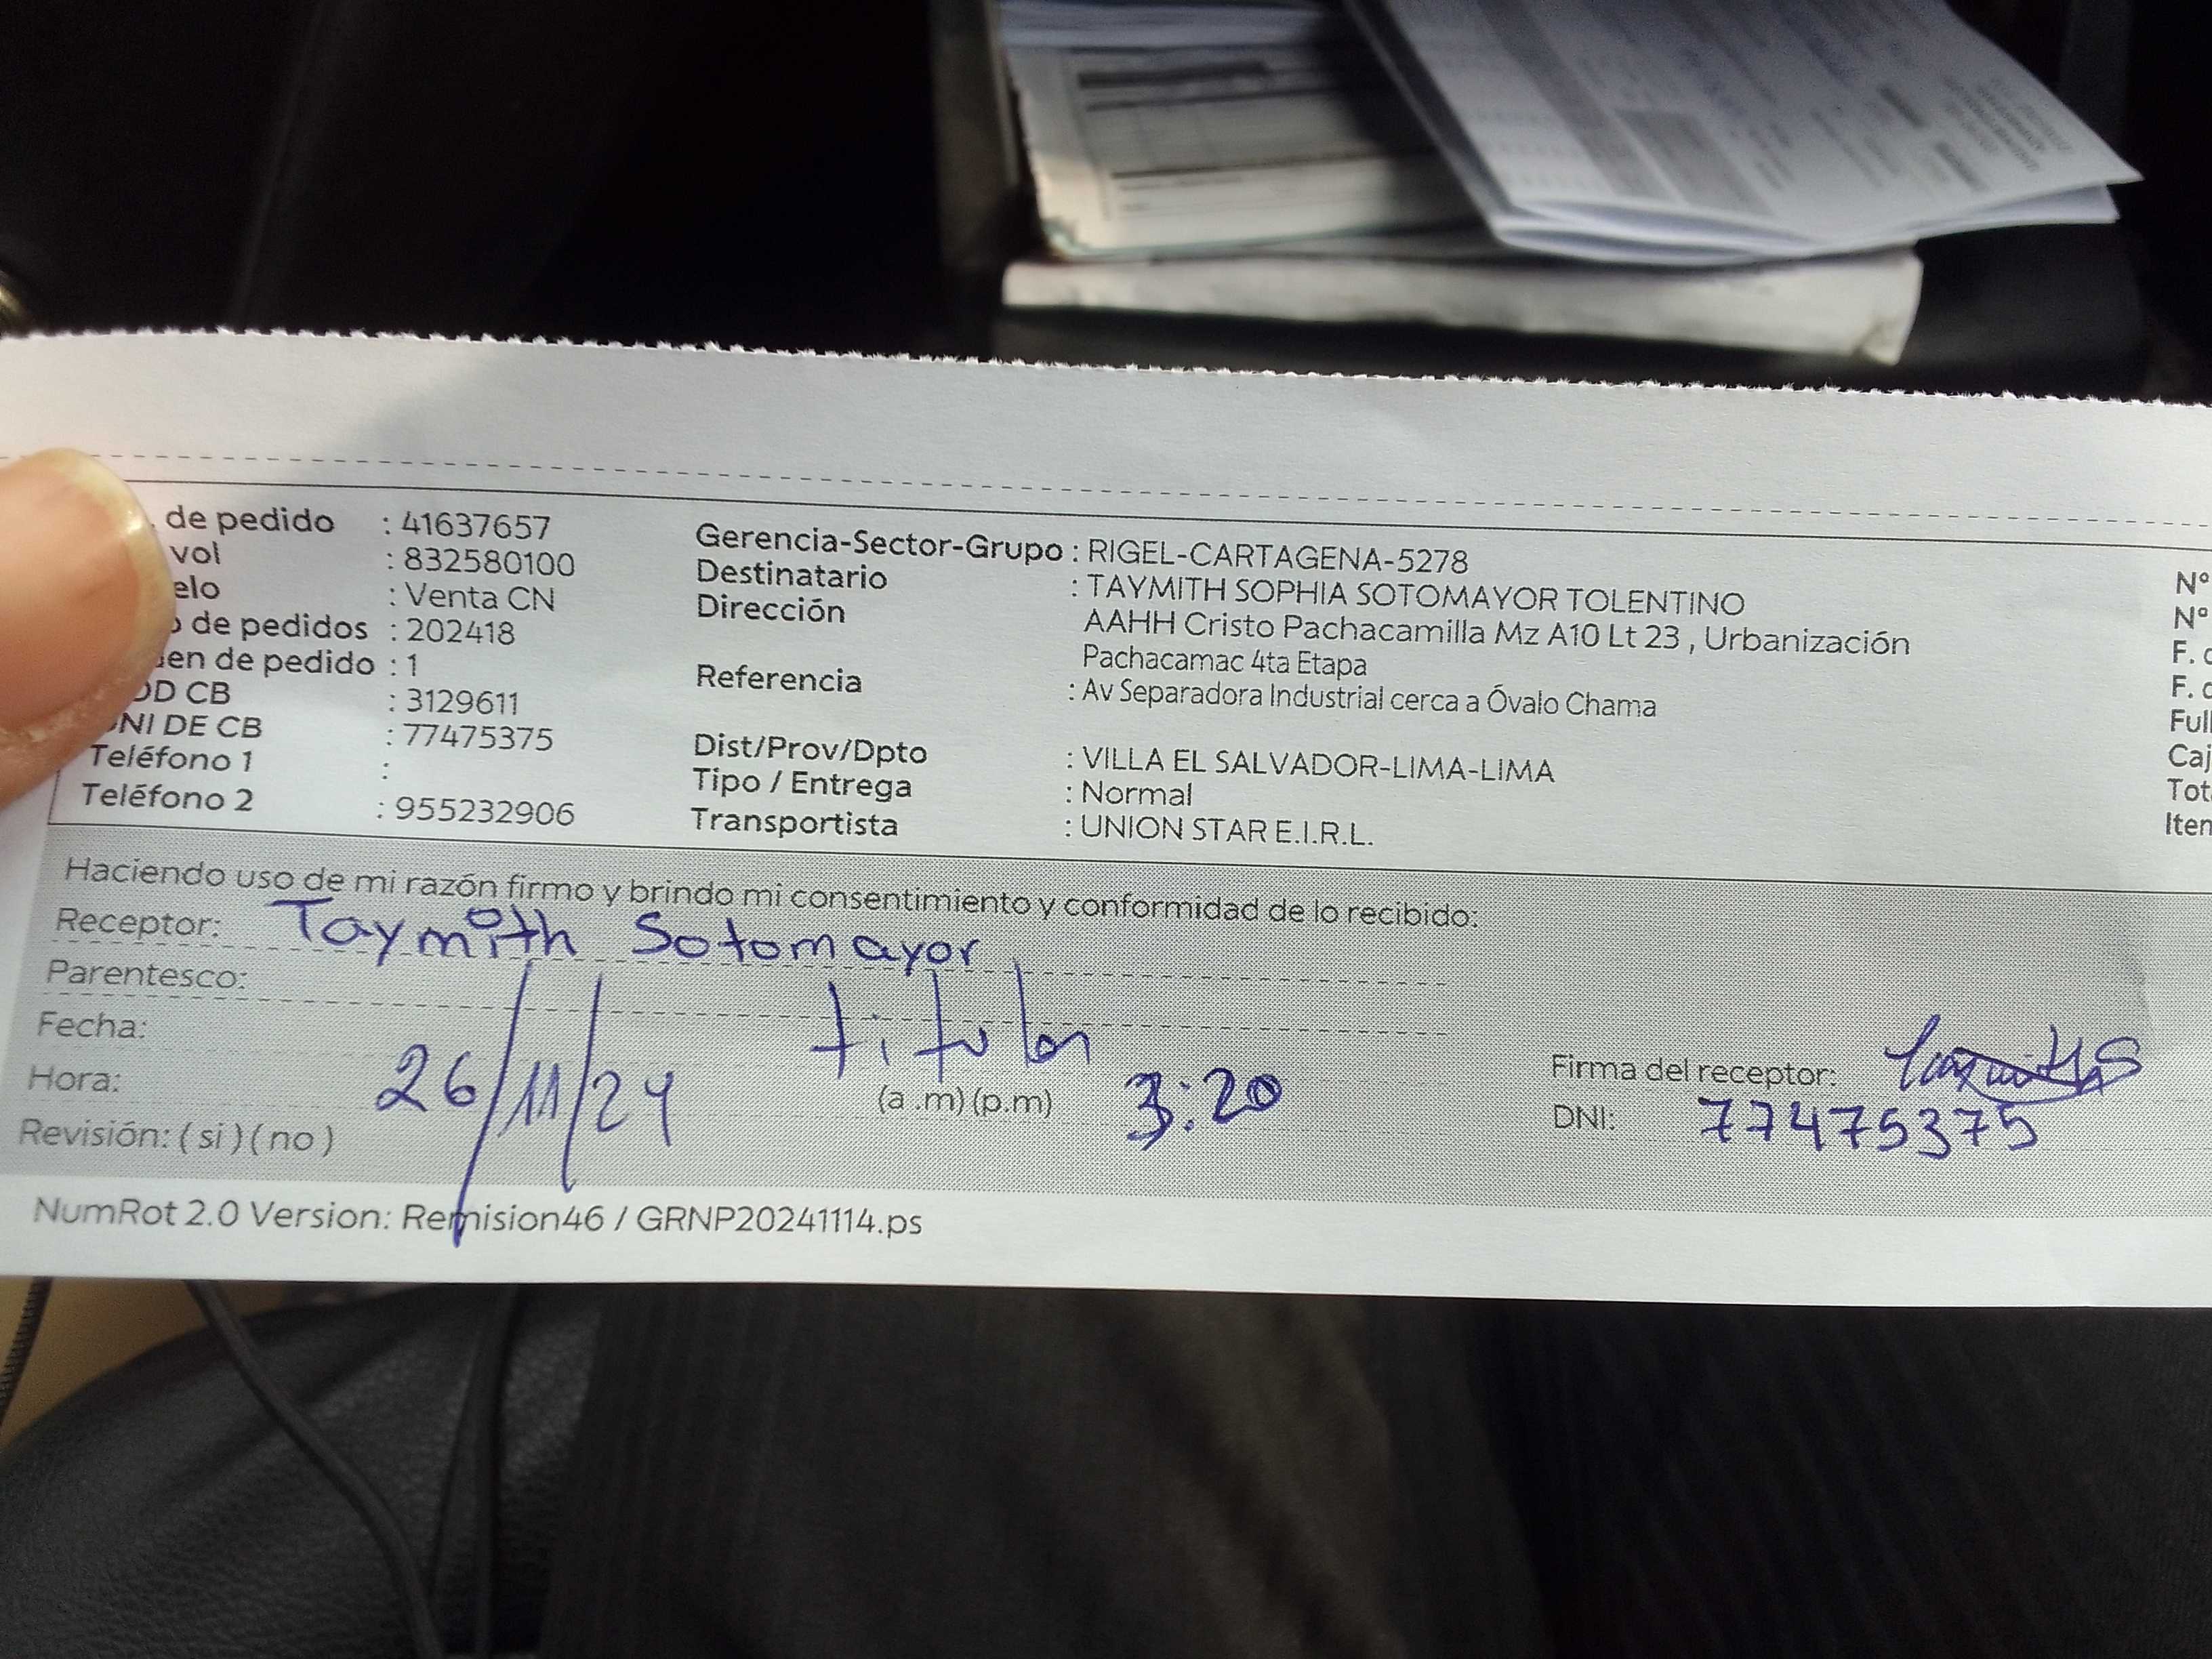 de pedido : 41637657
vol : 832580100
elo : Venta CN
de pedidos : 202418
en de pedido : 1
OD CB : 3129611
NI DE CB : 77475375
Teléfono 1 :
Teléfono 2 : 955232906
Gerencia-Sector-Grupo : RIGEL-CARTAGENA-5278
Destinatario : TAYMITH SOPHIA SOTOMAYOR TOLENTINO
Dirección AAHH Cristo Pachacamilla Mz A10 Lt 23 , Urbanización
Pachacamac 4ta Etapa
Referencia : Av Separadora Industrial cerca a Óvalo Chama
Dist/Prov/Dpto : VILLA EL SALVADOR-LIMA-LIMA
Tipo / Entrega : Normal
Transportista : UNION STAR E.I.R.L.
N°
N°
F.
F.
Full
Caj
Tot
Iten
Haciendo uso de mi razón firmo y brindo mi consentimiento y conformidad de lo recibido:
Receptor: Taymith Sotomayor
Parentesco: titular
Fecha: 26/11/24
Hora: (a .m) (p.m) 3:20
Revisión: ( si ) ( no )
Firma del receptor:
DNI: 77475375
NumRot 2.0 Version: Remision46 / GRNP20241114.ps